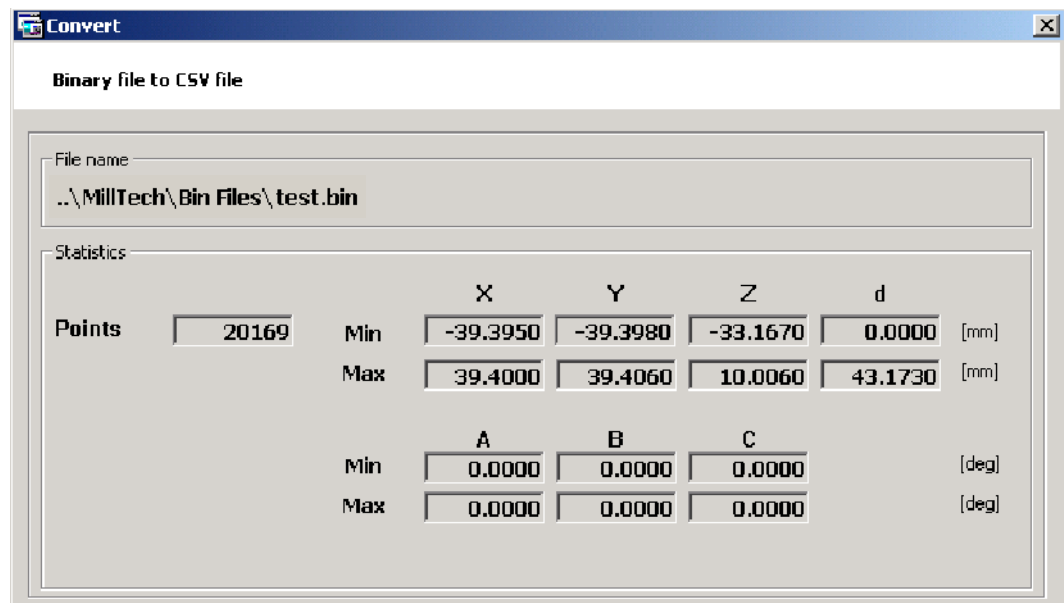 Convert
Binary file to CSV file
File name
..\MillTech\Bin Files\test.bin
Statistics
X Y Z d
Points 20169 Min -39.3950 -39.3980 -33.1670 0.0000 [mm]
Max 39.4000 39.4060 10.0060 43.1730 [mm]
A B C
Min 0.0000 0.0000 0.0000 [deg]
Max 0.0000 0.0000 0.0000 [deg]